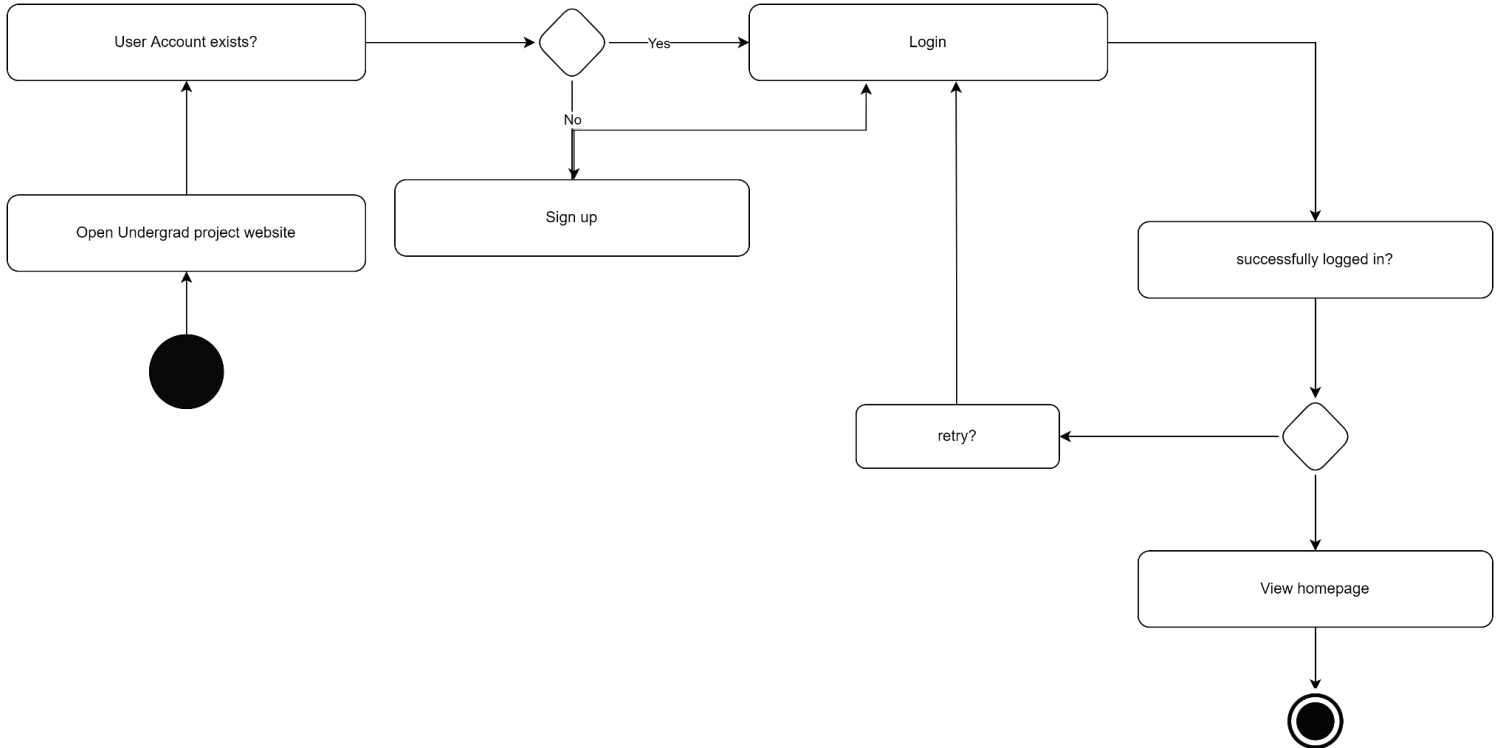 User Account exists?
Yes
Login
No
Sign up
Open Undergrad project website
successfully logged in?
retry?
View homepage